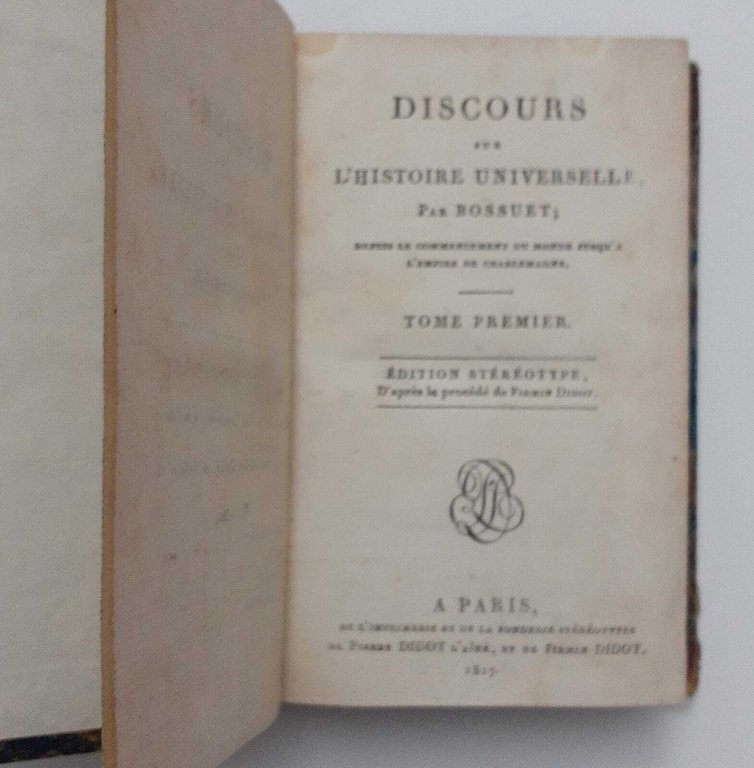 DISCOURS
SUR
L'HISTOIRE UNIVERSELLE,
PAR BOSSUET;
DEPUIS LE COMMENCEMENT DU MONDE JUSQU'A
L'EMPIRE DE CHARLEMAGNE.
TOME PREMIER.
ÉDITION STÉRÉOTYPE,
D'après le procédé de FIRMIN DIDOT.
A PARIS,
DE L'IMPRIMERIE ET DE LA FONDERIE STÉRÉOTYPES
DE PIERRE DIDOT L'AÎNÉ, ET DE FIRMIN DIDOT.
1817.